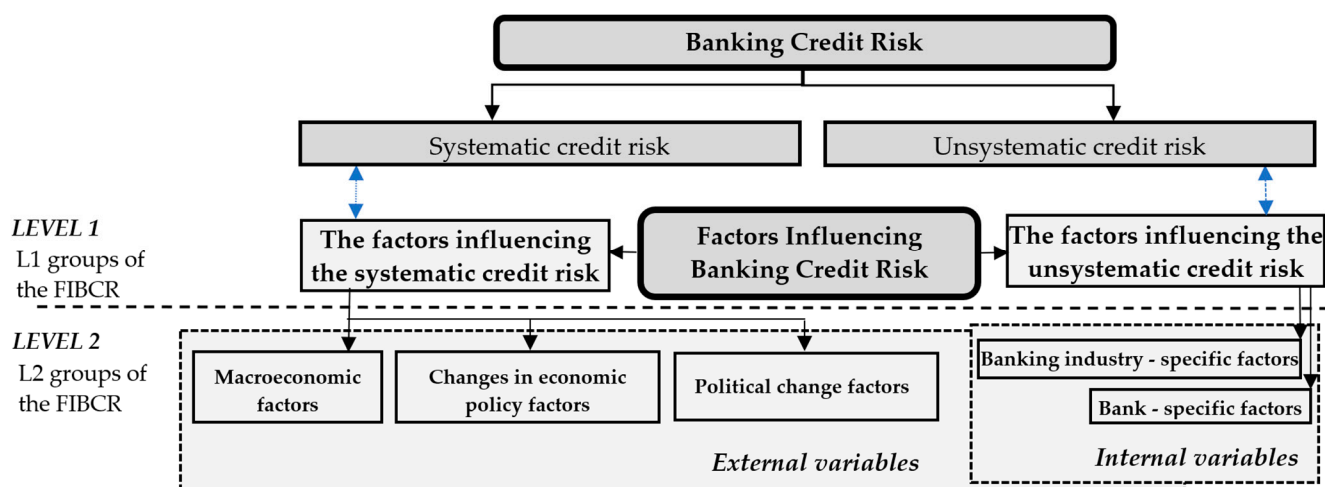 Banking Credit Risk
Systematic credit risk
Unsystematic credit risk
LEVEL 1
L1 groups of
the FIBCR
The factors influencing
the systematic credit risk
Factors Influencing
Banking Credit Risk
The factors influencing the
unsystematic credit risk
LEVEL 2
L2 groups of
the FIBCR
Macroeconomic
factors
Changes in economic
policy factors
Political change factors
Banking industry - specific factors
Bank - specific factors
External variables
Internal variables